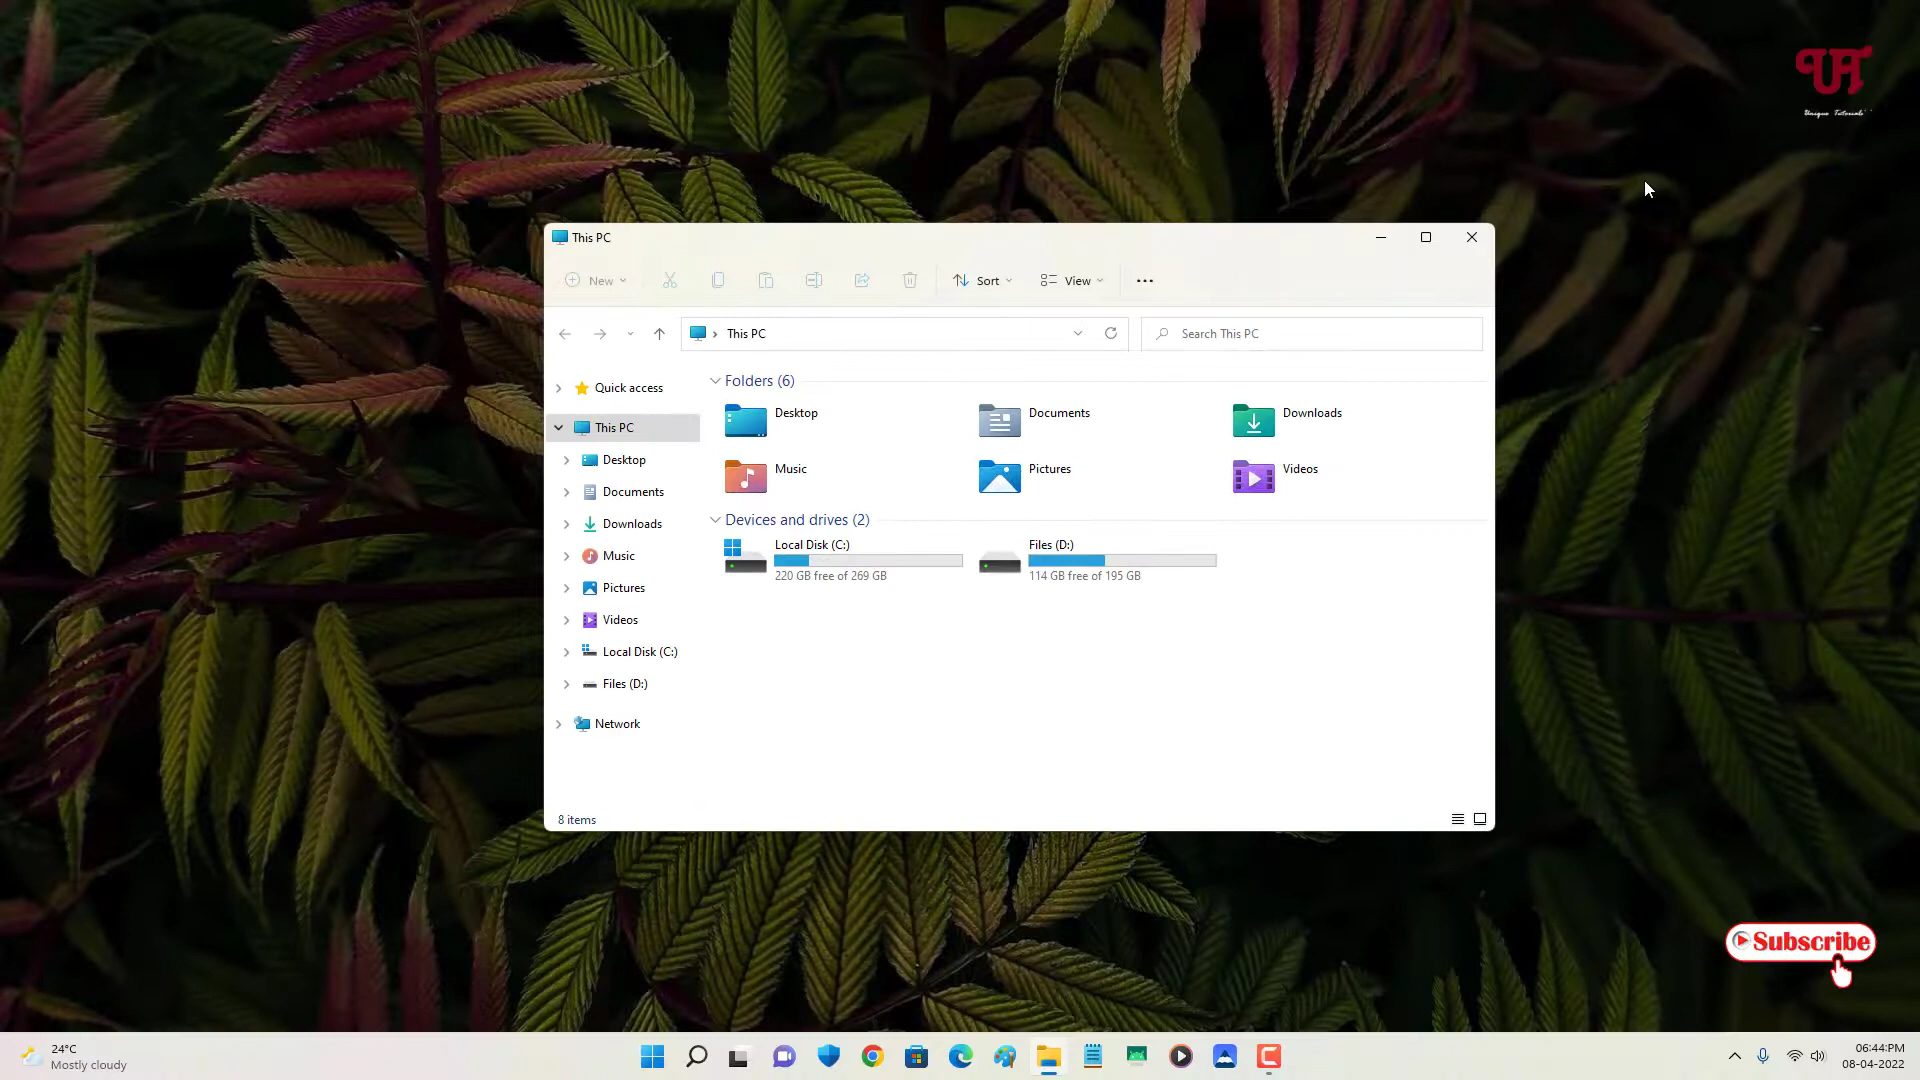 UT
Unique Tutorials
This PC
New
Sort
View
This PC
Search This PC
Quick access
This PC
Desktop
Documents
Downloads
Music
Pictures
Videos
Local Disk (C:)
Files (D:)
Network
Folders (6)
Desktop
Documents
Downloads
Music
Pictures
Videos
Devices and drives (2)
Local Disk (C:)
220 GB free of 269 GB
Files (D:)
114 GB free of 195 GB
8 items
Subscribe
24°C
Mostly cloudy
06:44:PM
08-04-2022